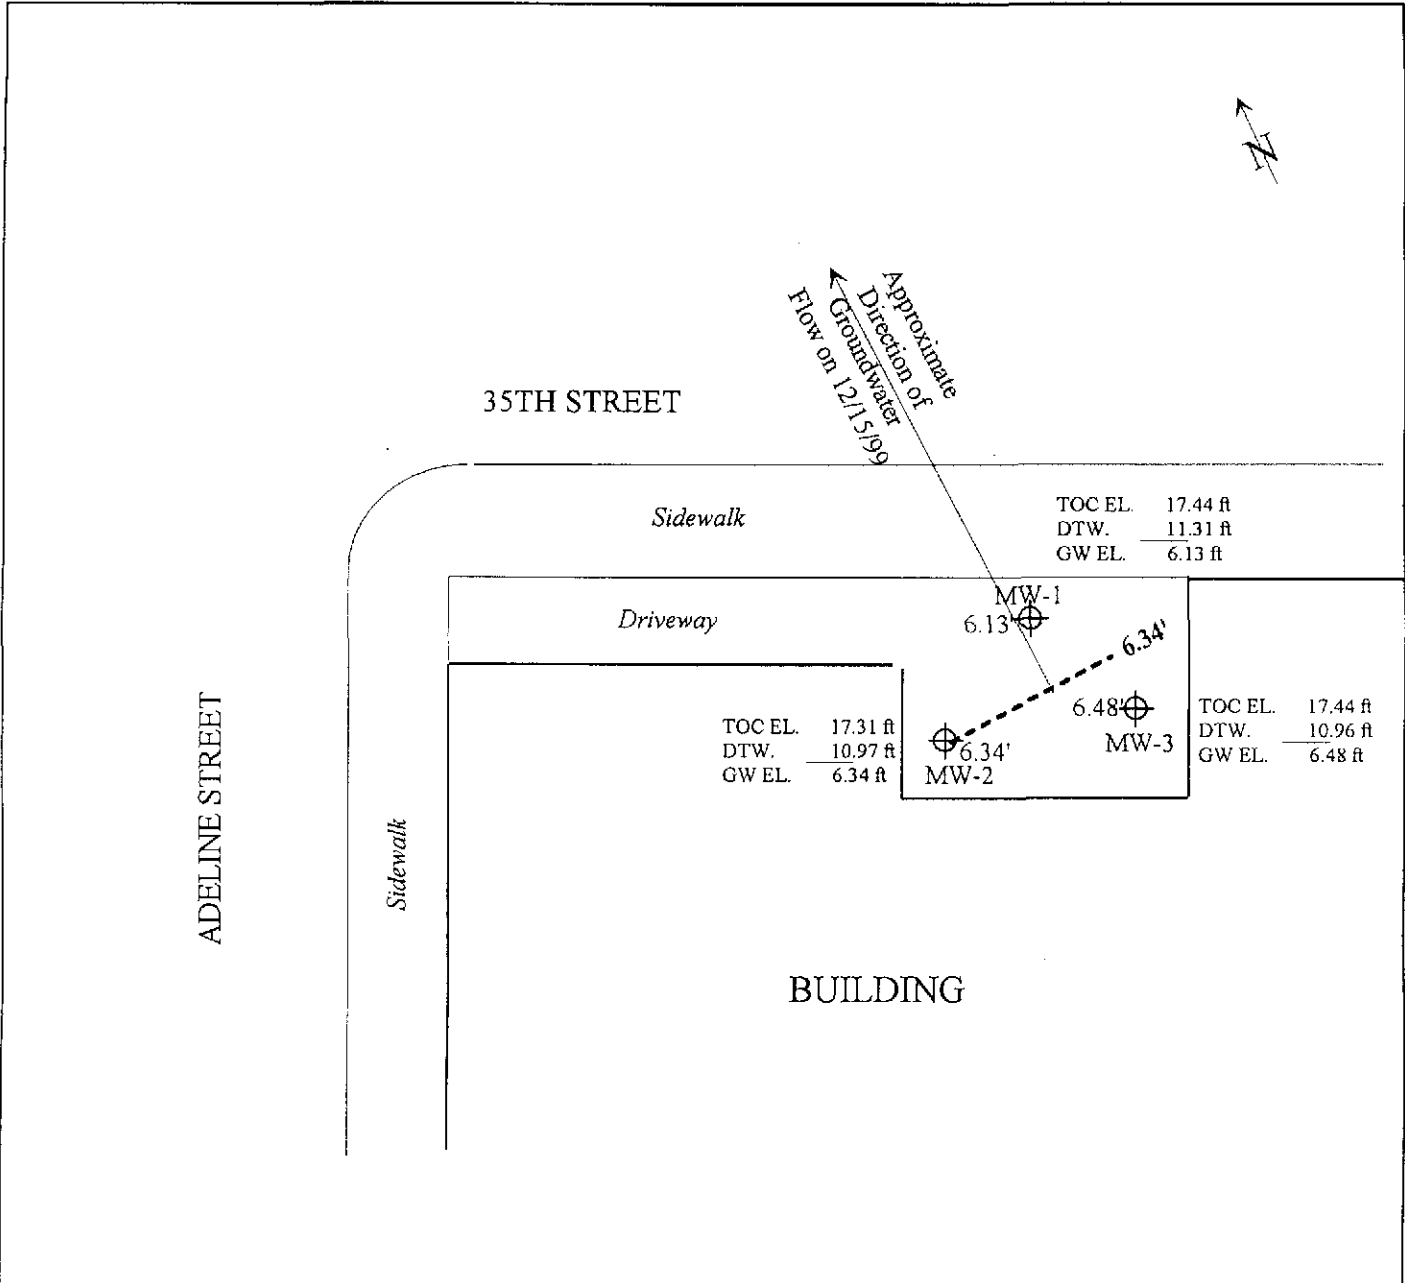 N
Approximate
Direction of
Groundwater
Flow on 12/15/99
35TH STREET
Sidewalk
TOC EL. 17.44 ft
DTW. 11.31 ft
GW EL. 6.13 ft
MW-1
6.13'
Driveway
6.34'
6.48'
MW-3
TOC EL. 17.44 ft
DTW. 10.96 ft
GW EL. 6.48 ft
TOC EL. 17.31 ft
DTW. 10.97 ft
GW EL. 6.34 ft
6.34'
MW-2
ADELINE STREET
Sidewalk
BUILDING